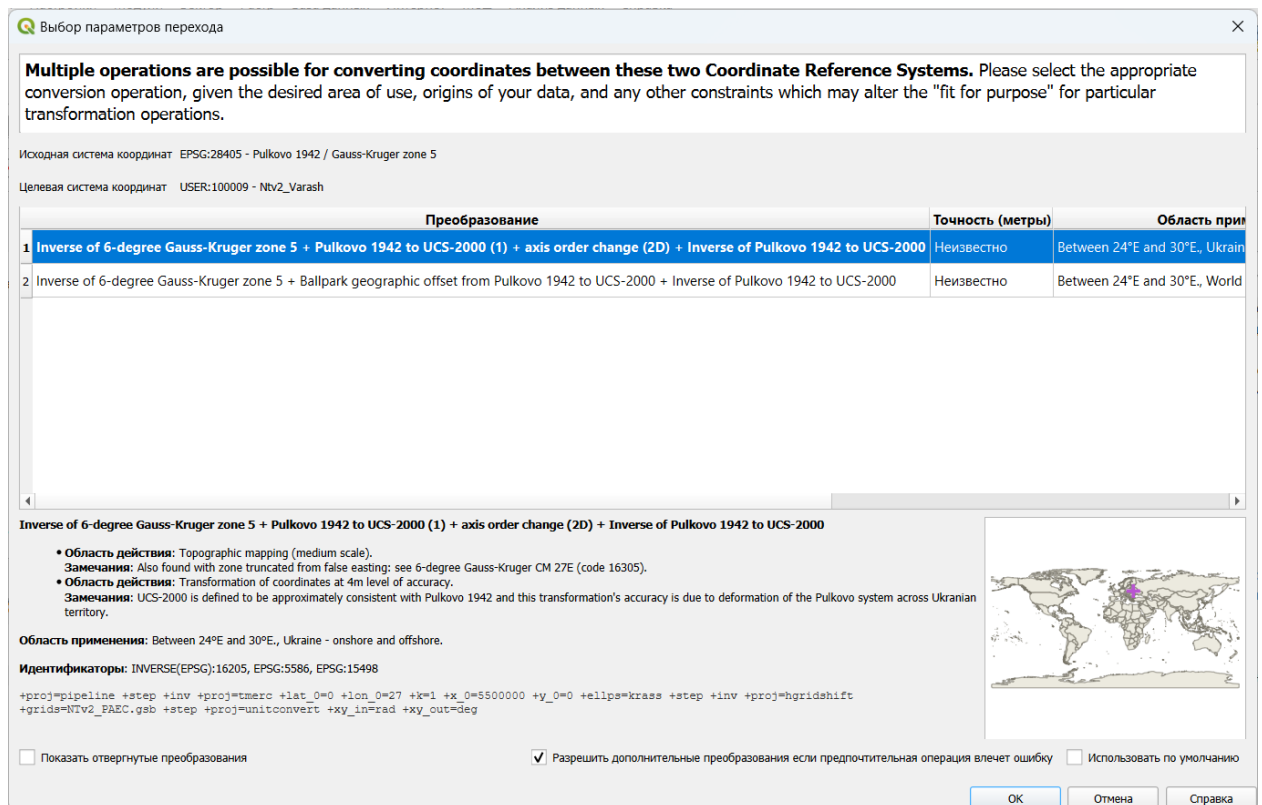 Выбор параметров перехода
Multiple operations are possible for converting coordinates between these two Coordinate Reference Systems. Please select the appropriate
conversion operation, given the desired area of use, origins of your data, and any other constraints which may alter the "fit for purpose" for particular
transformation operations.
Исходная система координат EPSG:28405 - Pulkovo 1942 / Gauss-Kruger zone 5
Целевая система координат USER:100009 - Ntv2_Varash
Преобразование Точность (метры) Область прим
1 Inverse of 6-degree Gauss-Kruger zone 5 + Pulkovo 1942 to UCS-2000 (1) + axis order change (2D) + Inverse of Pulkovo 1942 to UCS-2000 Неизвестно Between 24°E and 30°E., Ukrain
2 Inverse of 6-degree Gauss-Kruger zone 5 + Ballpark geographic offset from Pulkovo 1942 to UCS-2000 + Inverse of Pulkovo 1942 to UCS-2000 Неизвестно Between 24°E and 30°E., World
Inverse of 6-degree Gauss-Kruger zone 5 + Pulkovo 1942 to UCS-2000 (1) + axis order change (2D) + Inverse of Pulkovo 1942 to UCS-2000
• Область действия: Topographic mapping (medium scale).
Замечания: Also found with zone truncated from false easting: see 6-degree Gauss-Kruger CM 27E (code 16305).
• Область действия: Transformation of coordinates at 4m level of accuracy.
Замечания: UCS-2000 is defined to be approximately consistent with Pulkovo 1942 and this transformation's accuracy is due to deformation of the Pulkovo system across Ukranian
territory.
Область применения: Between 24°E and 30°E., Ukraine - onshore and offshore.
Идентификаторы: INVERSE(EPSG):16205, EPSG:5586, EPSG:15498
+proj=pipeline +step +inv +proj=tmerc +lat_0=0 +lon_0=27 +k=1 +x_0=5500000 +y_0=0 +ellps=krass +step +inv +proj=hgridshift
+grids=NTv2_PAEC.gsb +step +proj=unitconvert +xy_in=rad +xy_out=deg
Показать отвергнутые преобразования Разрешить дополнительные преобразования если предпочтительная операция влечет ошибку Использовать по умолчанию
ОК Отмена Справка